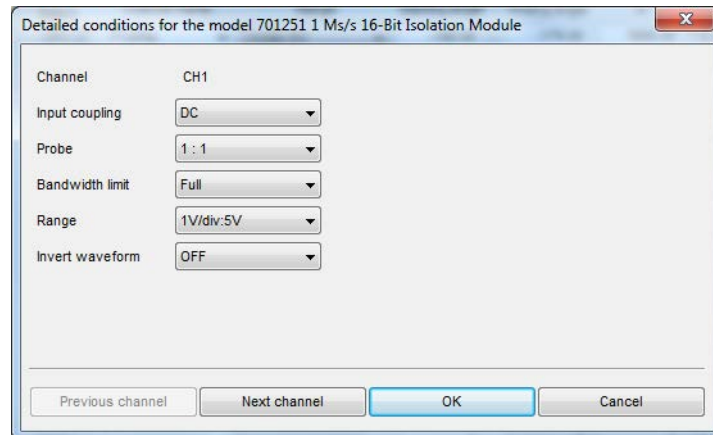 Detailed conditions for the model 701251 1 Ms/s 16-Bit Isolation Module
Channel CH1
Input coupling DC
Probe 1 : 1
Bandwidth limit Full
Range 1V/div:5V
Invert waveform OFF
Previous channel Next channel OK Cancel